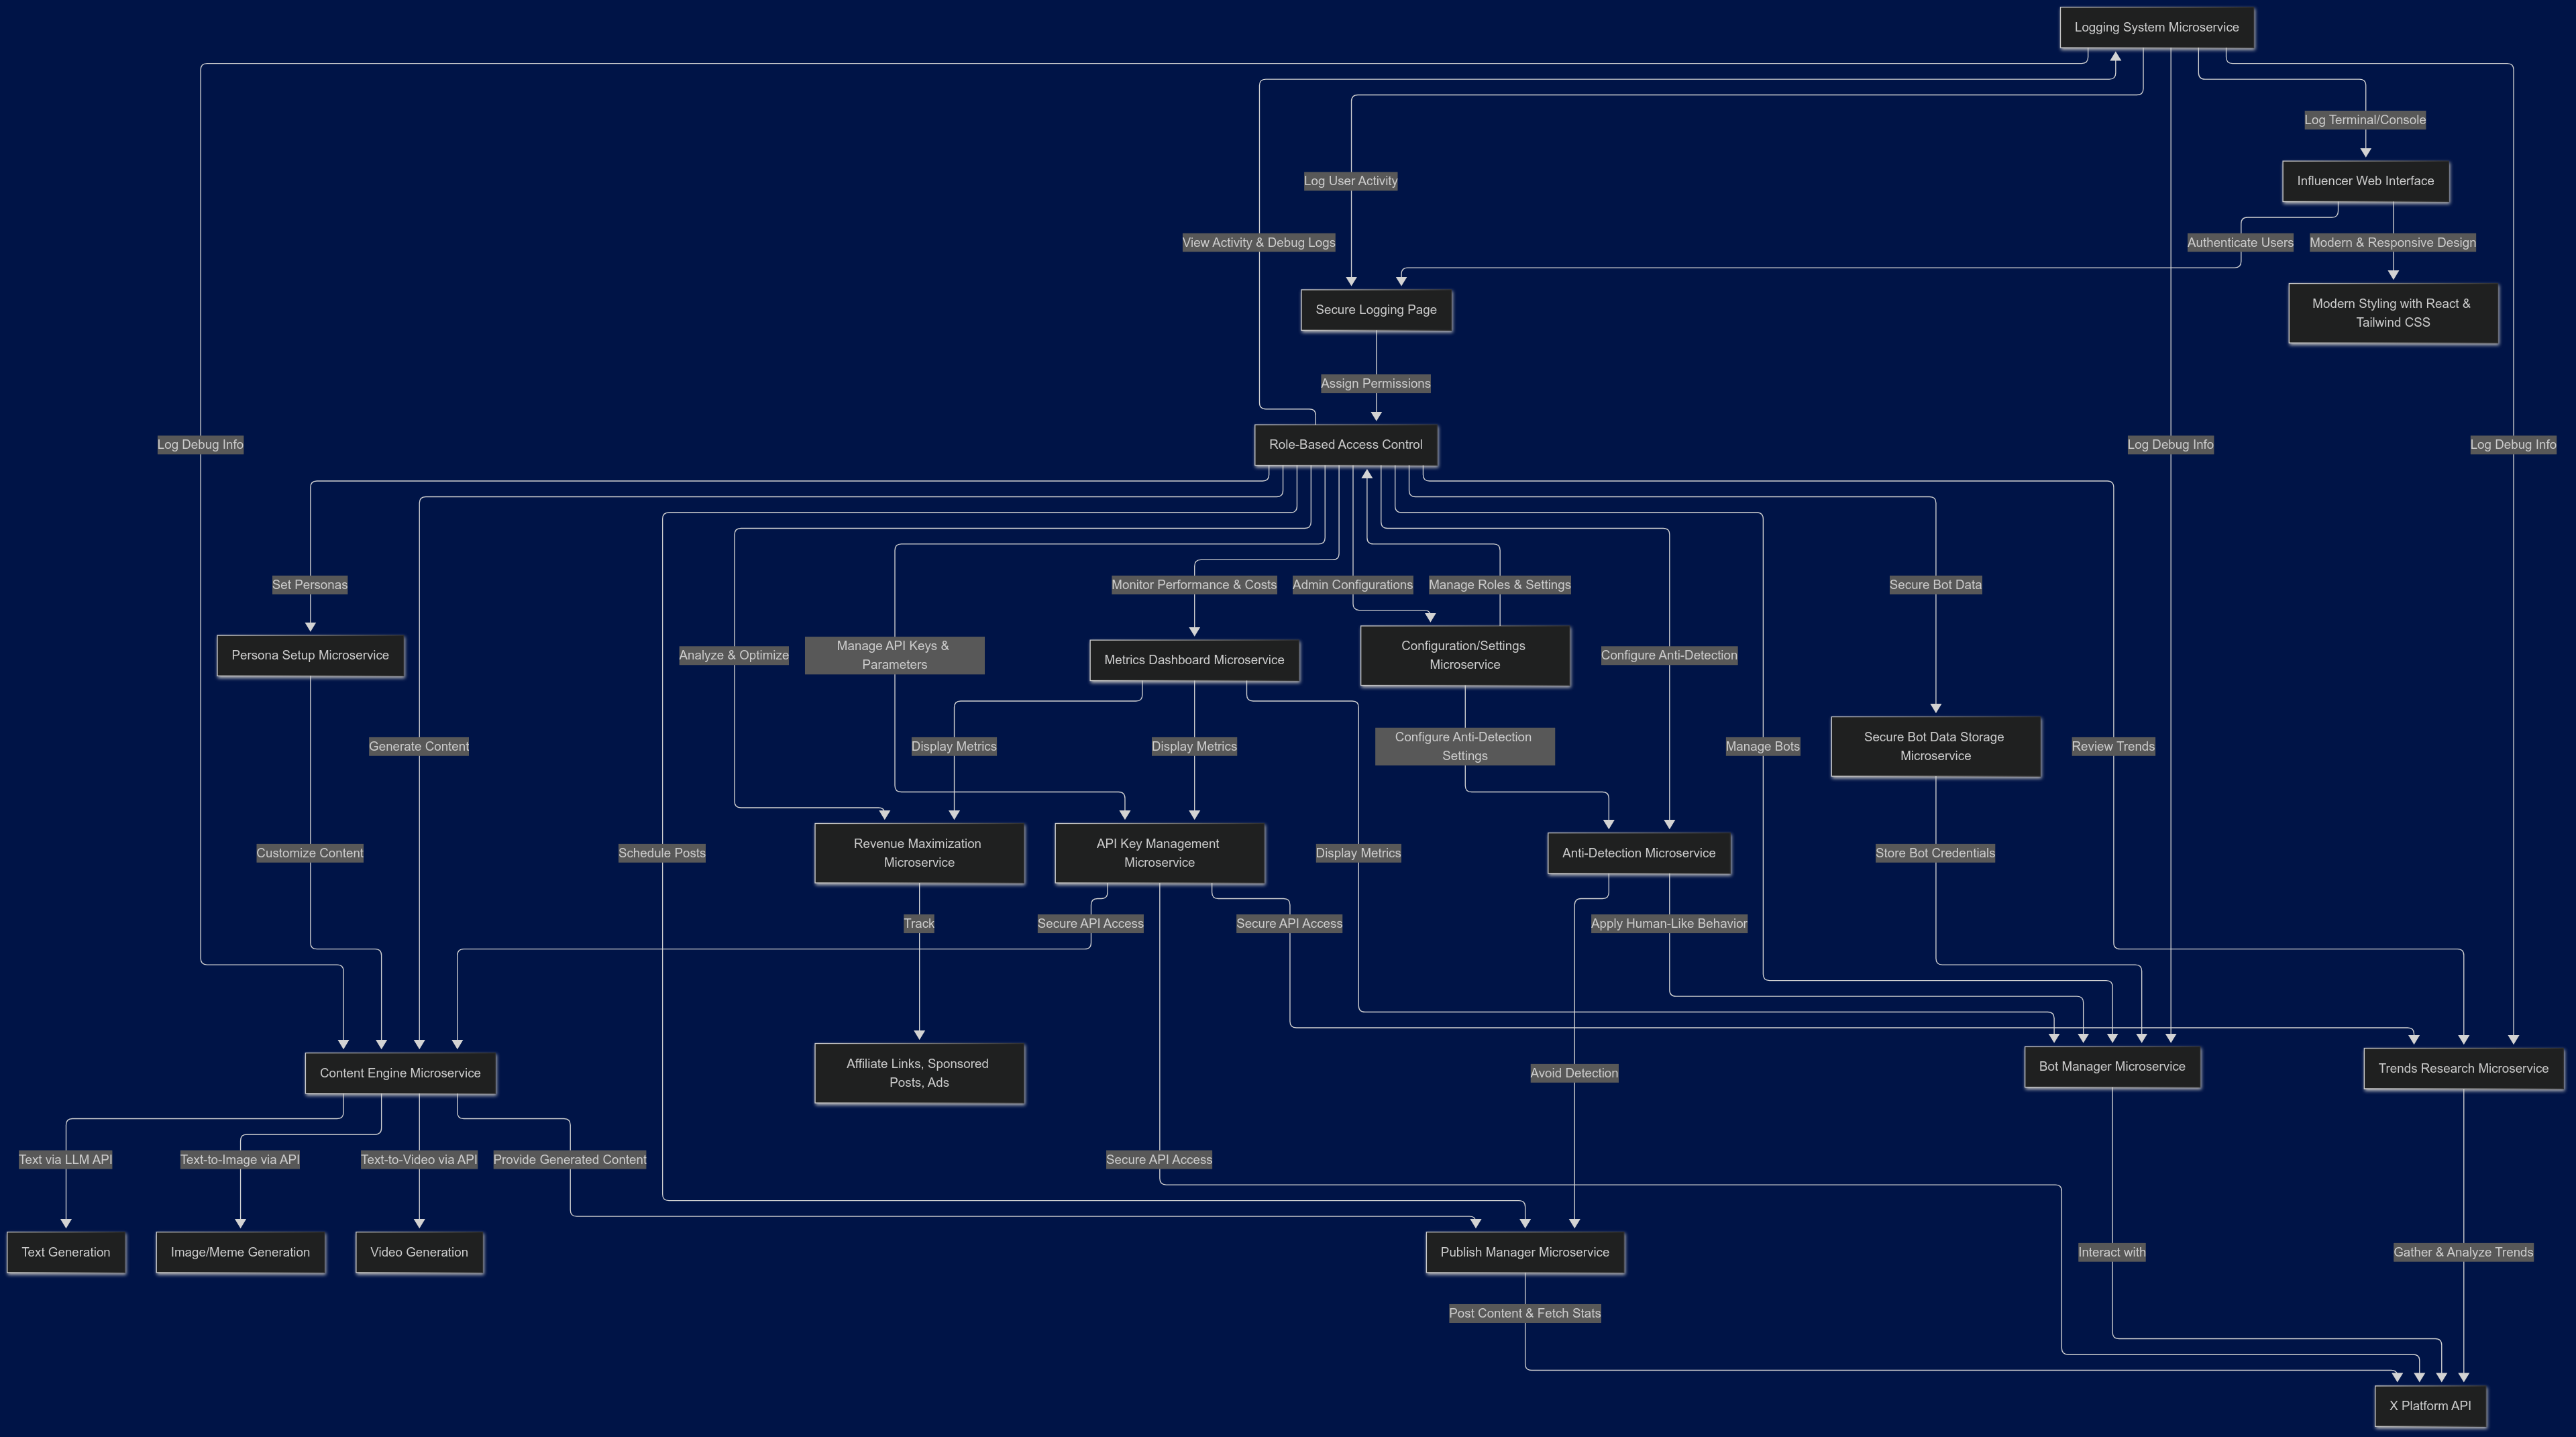 Logging System Microservice
Log Terminal/Console
Log User Activity
Influencer Web Interface
View Activity & Debug Logs
Authenticate Users
Modern & Responsive Design
Secure Logging Page
Modern Styling with React &
Tailwind CSS
Assign Permissions
Log Debug Info
Role-Based Access Control
Log Debug Info
Log Debug Info
Set Personas
Monitor Performance & Costs
Admin Configurations
Manage Roles & Settings
Secure Bot Data
Persona Setup Microservice
Analyze & Optimize
Manage API Keys &
Parameters
Metrics Dashboard Microservice
Configuration/Settings
Microservice
Configure Anti-Detection
Generate Content
Display Metrics
Display Metrics
Configure Anti-Detection
Settings
Manage Bots
Secure Bot Data Storage
Microservice
Review Trends
Customize Content
Schedule Posts
Revenue Maximization
Microservice
API Key Management
Microservice
Display Metrics
Anti-Detection Microservice
Store Bot Credentials
Track
Secure API Access
Secure API Access
Apply Human-Like Behavior
Content Engine Microservice
Affiliate Links, Sponsored
Posts, Ads
Avoid Detection
Bot Manager Microservice
Trends Research Microservice
Text via LLM API
Text-to-Image via API
Text-to-Video via API
Provide Generated Content
Secure API Access
Text Generation
Image/Meme Generation
Video Generation
Publish Manager Microservice
Interact with
Gather & Analyze Trends
Post Content & Fetch Stats
X Platform API